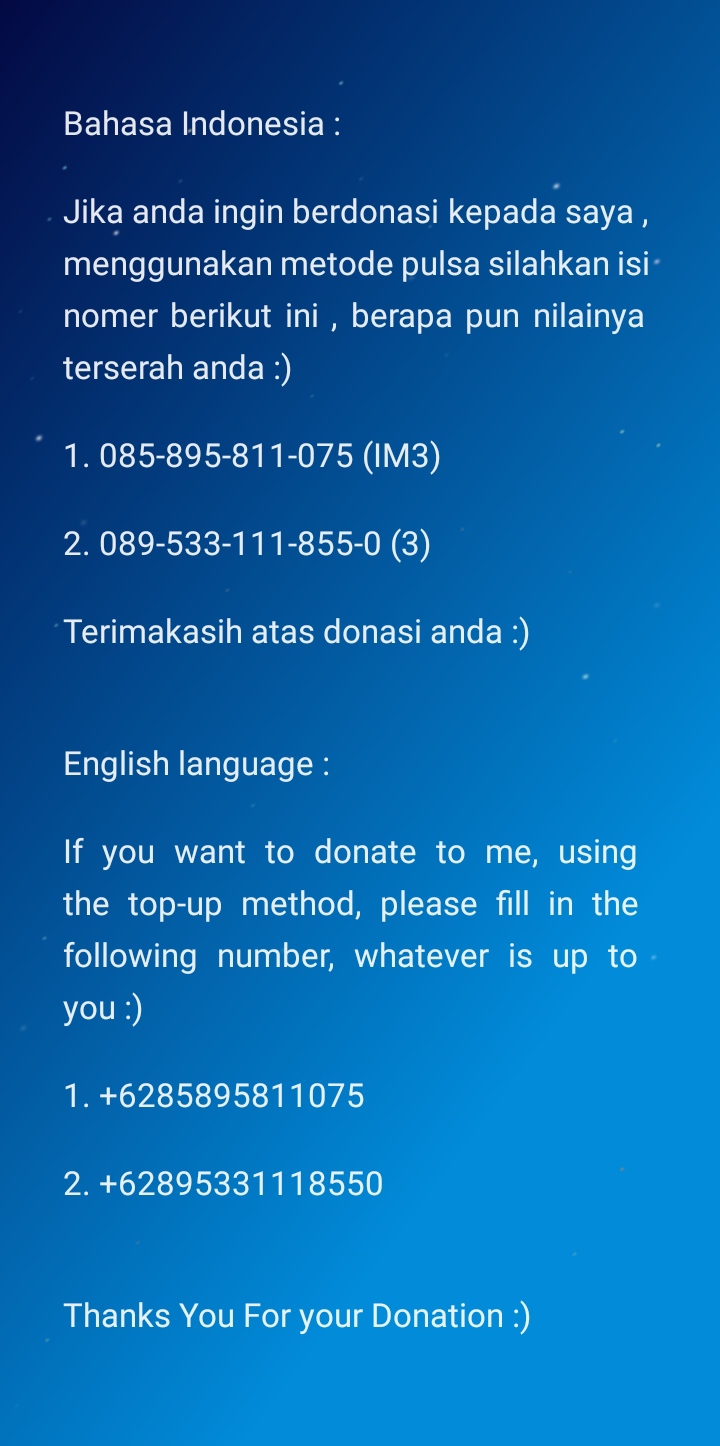 Bahasa Indonesia :
Jika anda ingin berdonasi kepada saya ,
menggunakan metode pulsa silahkan isi
nomer berikut ini , berapa pun nilainya
terserah anda :)
1. 085-895-811-075 (IM3)
2. 089-533-111-855-0 (3)
Terimakasih atas donasi anda :)
English language :
If you want to donate to me, using
the top-up method, please fill in the
following number, whatever is up to
you :)
1. +6285895811075
2. +62895331118550
Thanks You For your Donation :)